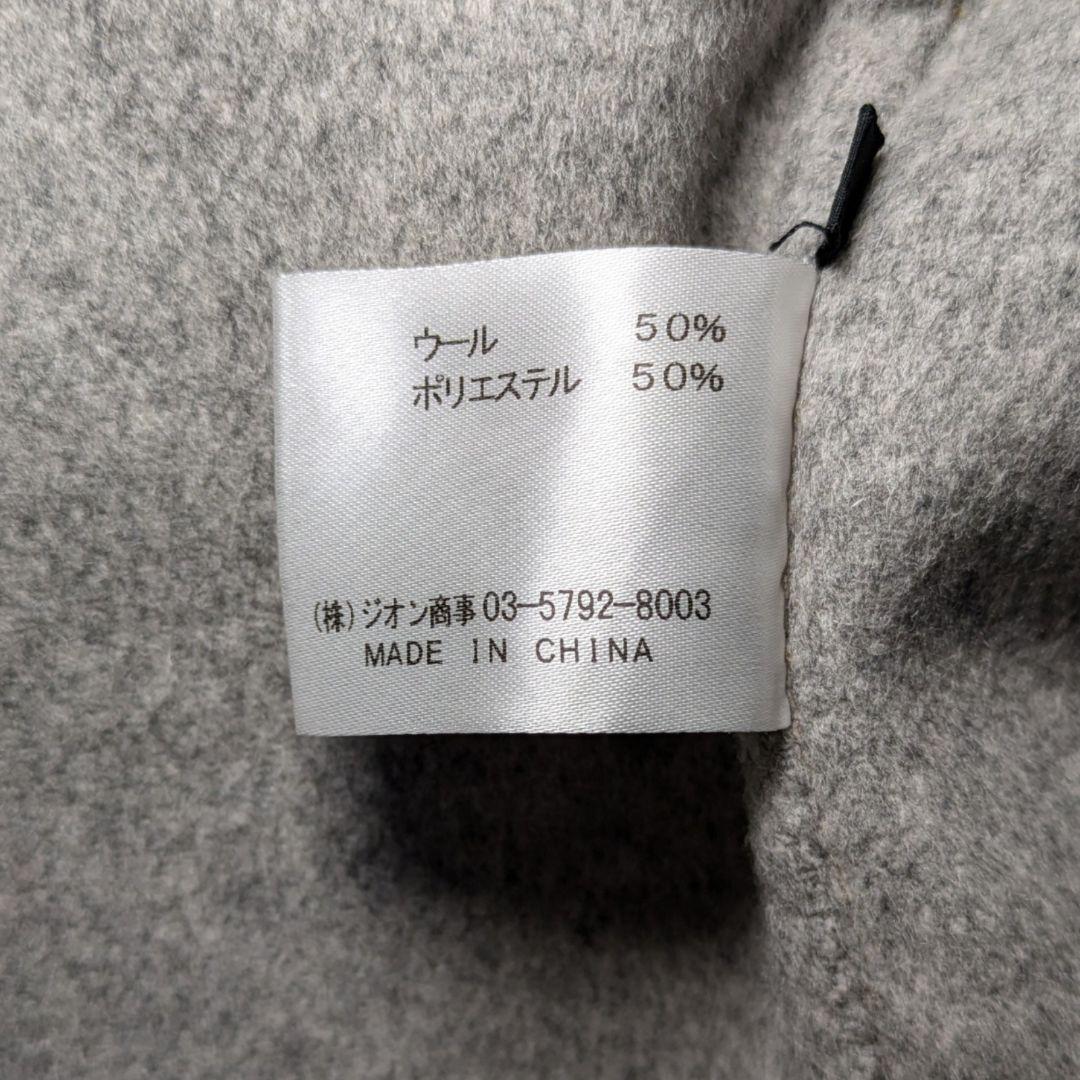 ウール 50%
ポリエステル 50%
(株)ジオン商事 03-5792-8003
MADE IN CHINA